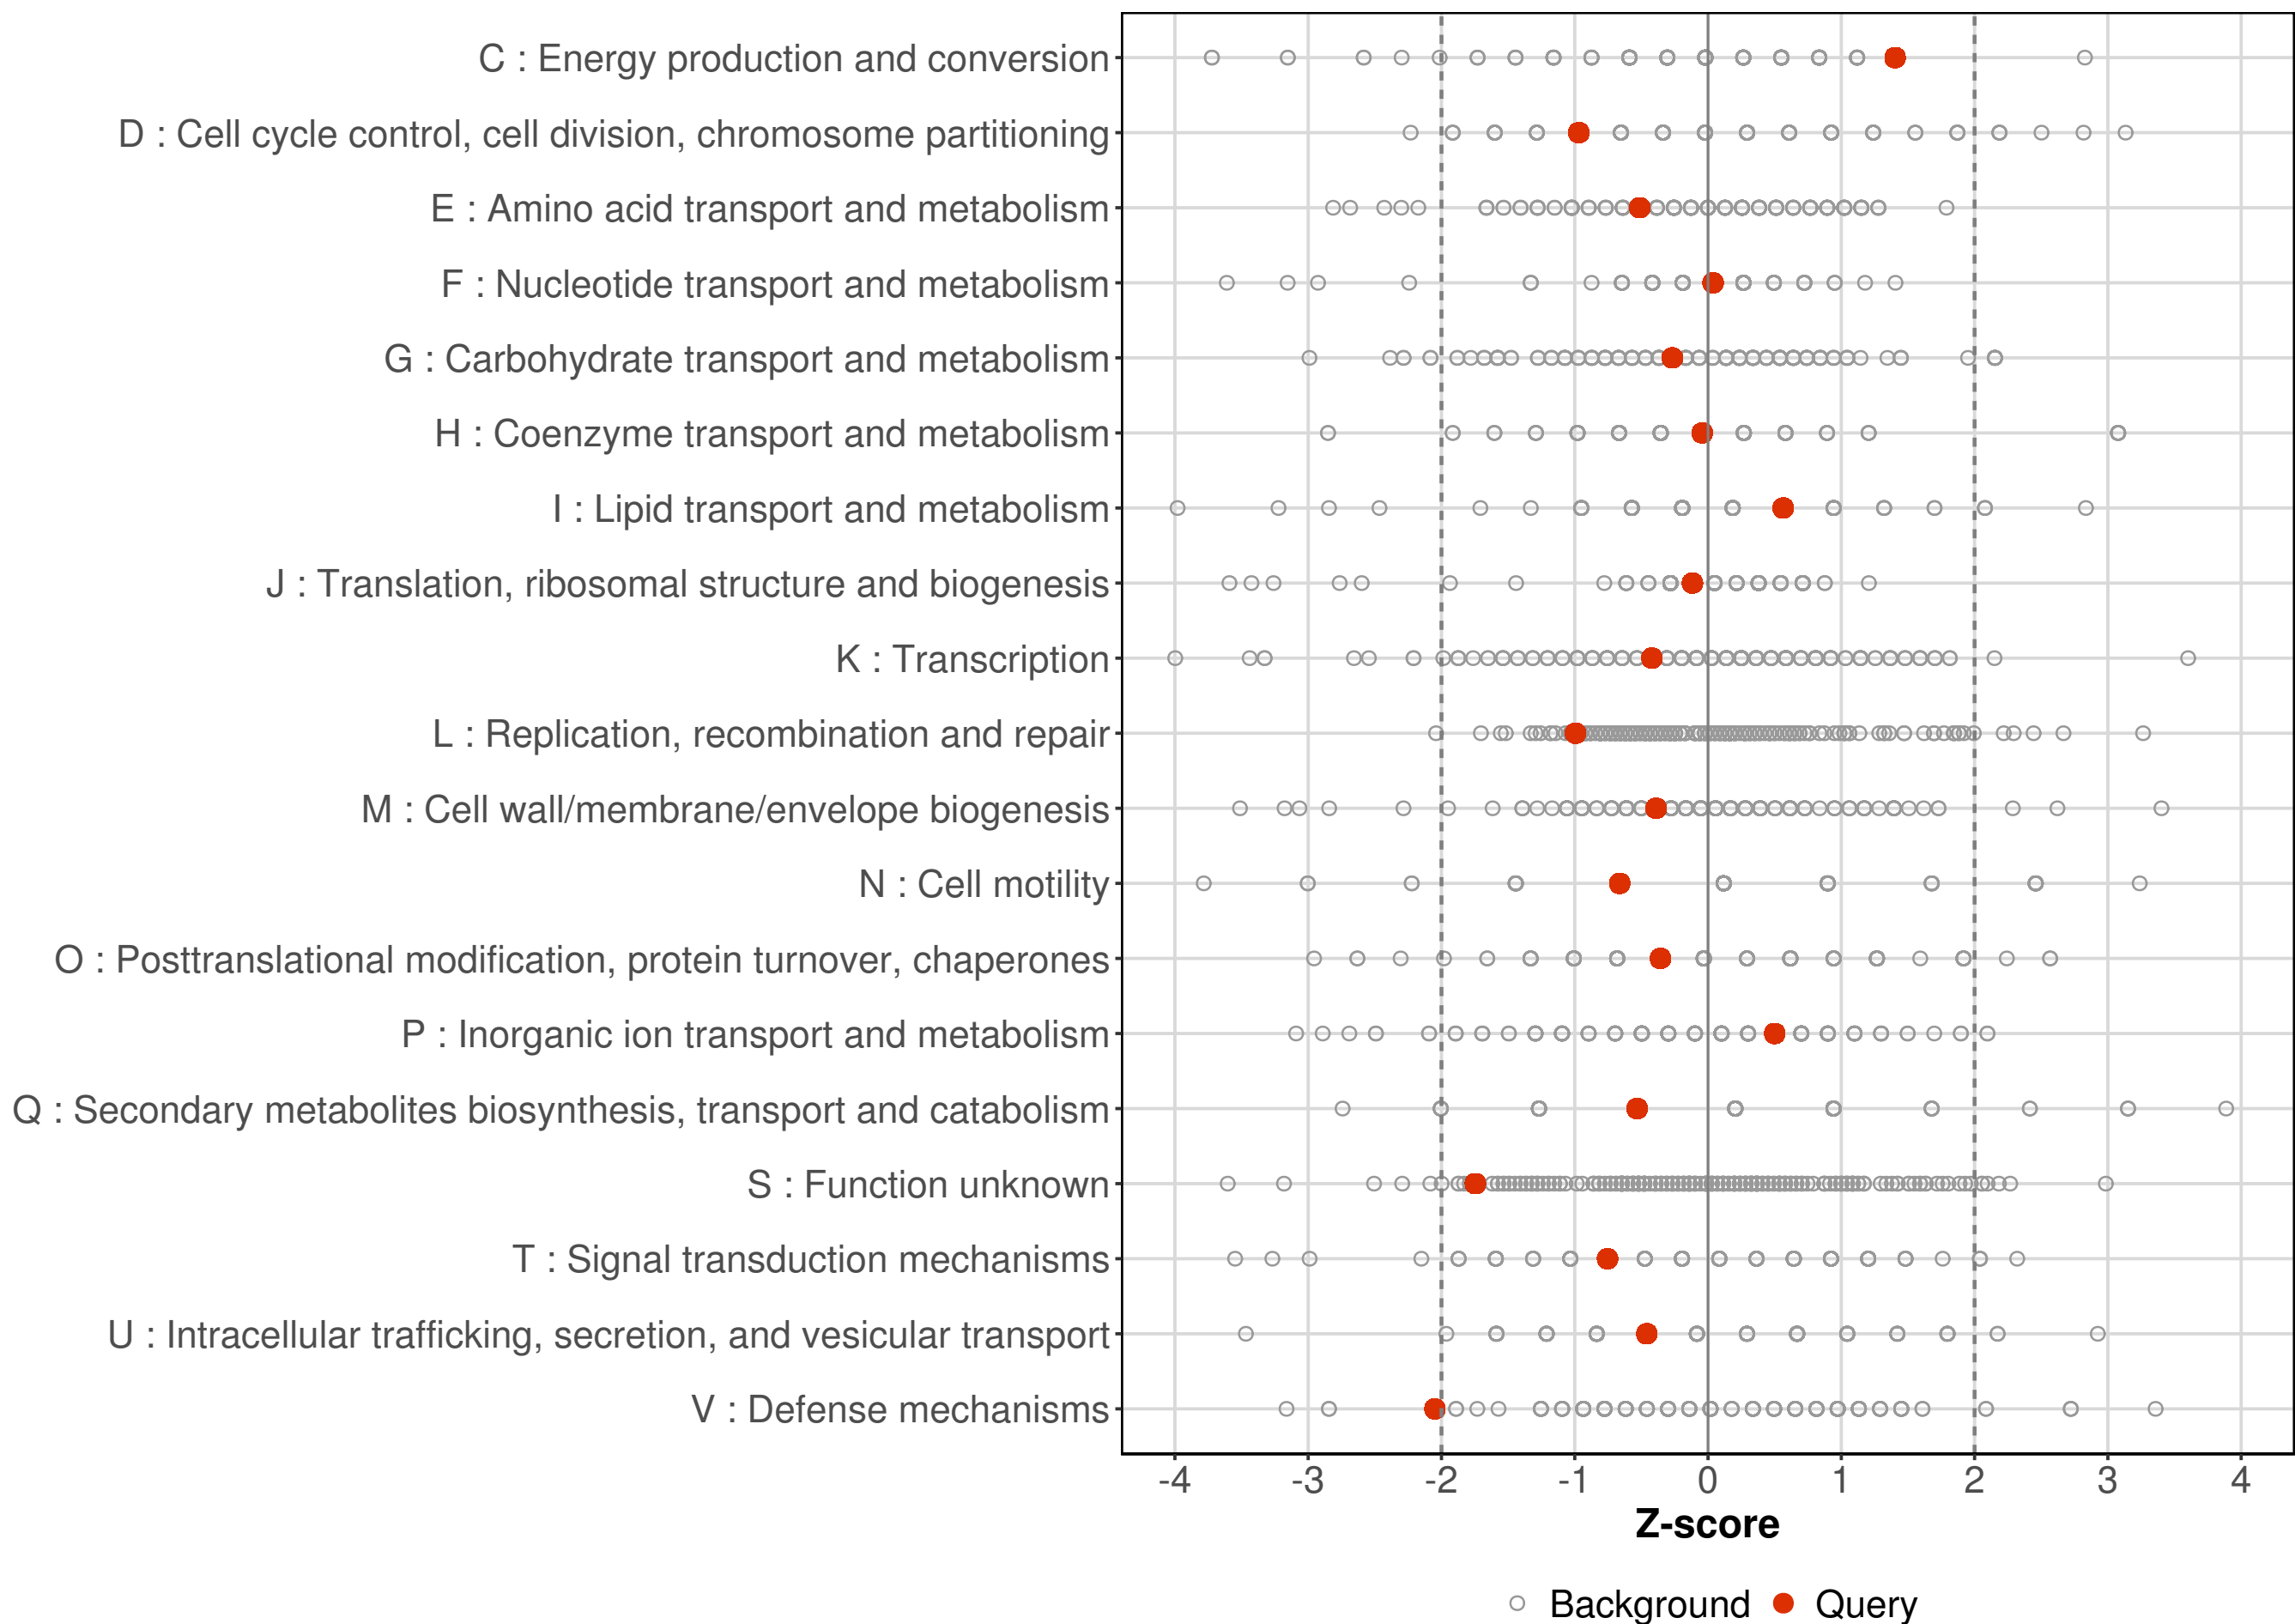 C : Energy production and conversion
D : Cell cycle control, cell division, chromosome partitioning
E : Amino acid transport and metabolism
F : Nucleotide transport and metabolism
G : Carbohydrate transport and metabolism
H : Coenzyme transport and metabolism
I : Lipid transport and metabolism
J : Translation, ribosomal structure and biogenesis
K : Transcription
L : Replication, recombination and repair
M : Cell wall/membrane/envelope biogenesis
N : Cell motility
O : Posttranslational modification, protein turnover, chaperones
P : Inorganic ion transport and metabolism
Q : Secondary metabolites biosynthesis, transport and catabolism
S : Function unknown
T : Signal transduction mechanisms
U : Intracellular trafficking, secretion, and vesicular transport
V : Defense mechanisms
-4 -3 -2 -1 0 1 2 3 4
Z-score
Background Query